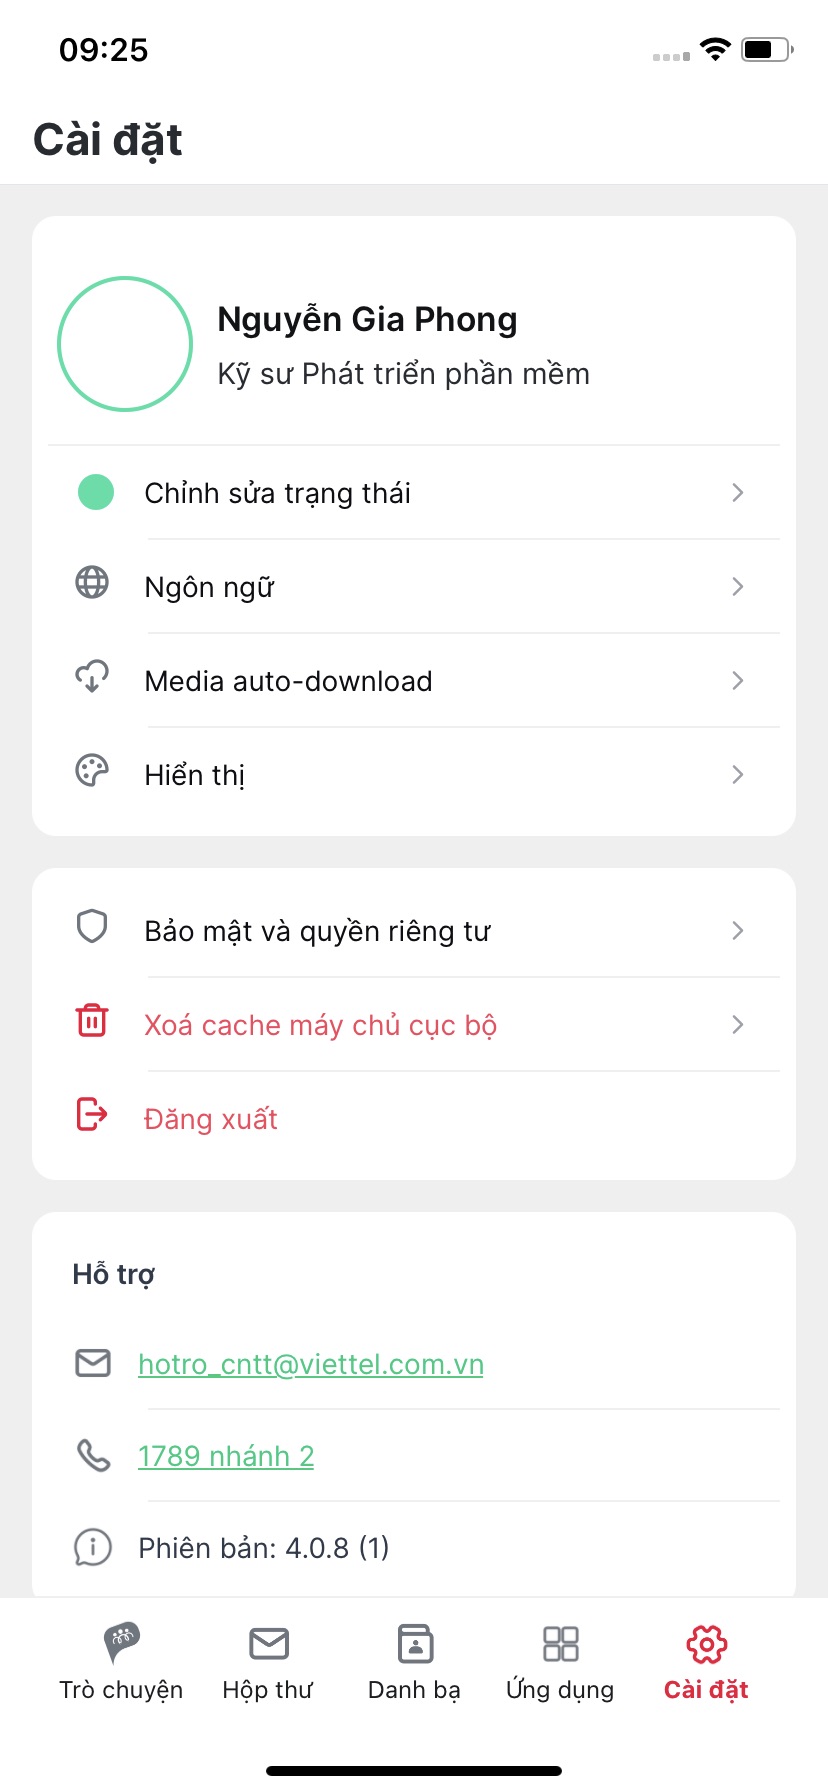 09:25
Cài đặt
Nguyễn Gia Phong
Kỹ sư Phát triển phần mềm
Chỉnh sửa trạng thái
Ngôn ngữ
Media auto-download
Hiển thị
Bảo mật và quyền riêng tư
Xoá cache máy chủ cục bộ
Đăng xuất
Hỗ trợ
hotro_cntt@viettel.com.vn
1789 nhánh 2
Phiên bản: 4.0.8 (1)
Trò chuyện Hộp thư Danh bạ Ứng dụng Cài đặt